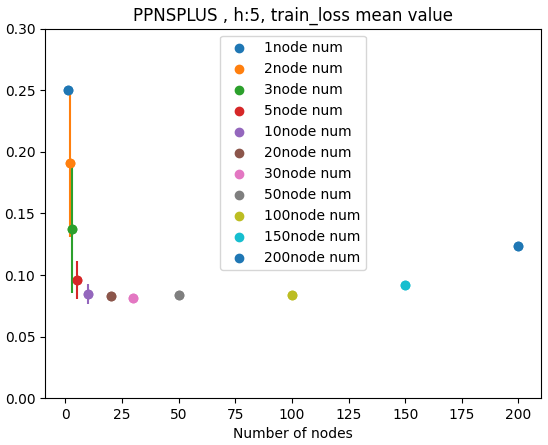 PPNSPLUS , h:5, train_loss mean value
0.30
0.25
0.20
0.15
0.10
0.05
0.00
1node num
2node num
3node num
5node num
10node num
20node num
30node num
50node num
100node num
150node num
200node num
0 25 50 75 100 125 150 175 200
Number of nodes